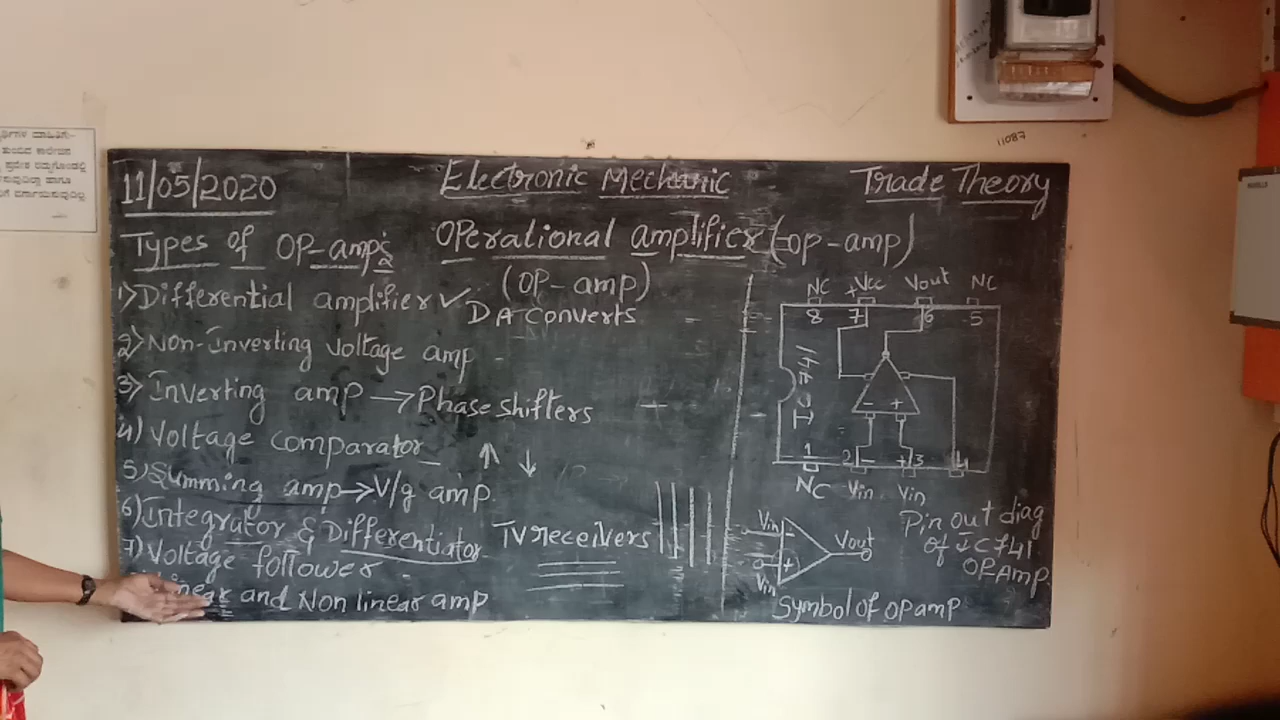 11/05/2020
Electronic Mechanic
Trade Theory
Types of OP-amps
Operational amplifier (op-amp)
(OP-amp)
1) Differential amplifier ✓ DA Converts
2) Non-Inverting Voltage amp -
3) Inverting amp → Phase shifters
4) Voltage comparator ↑ ↓
5) Summing amp → V/g amp
6) Integrator & Differentiator TV receivers
7) Voltage follower
and Non linear amp
NC +Vcc Vout NC
8 7 6 5
IC 741
- +
1 2 - + 3 4
NC Vin Vin
Pin out diag
of IC741
OPAmp
Vin - Vout
+
Vin
Symbol of OP amp
11087